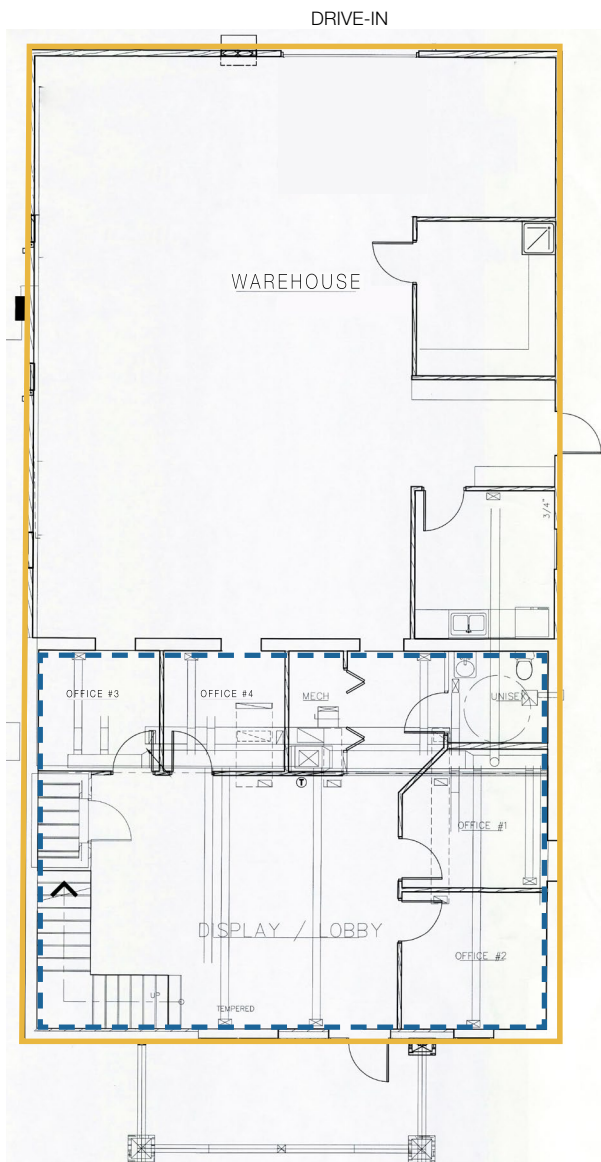 DRIVE-IN
WAREHOUSE
3/4"
OFFICE #3
OFFICE #4
MECH
UNISEX
T
OFFICE #1
DISPLAY / LOBBY
OFFICE #2
UP
TEMPERED